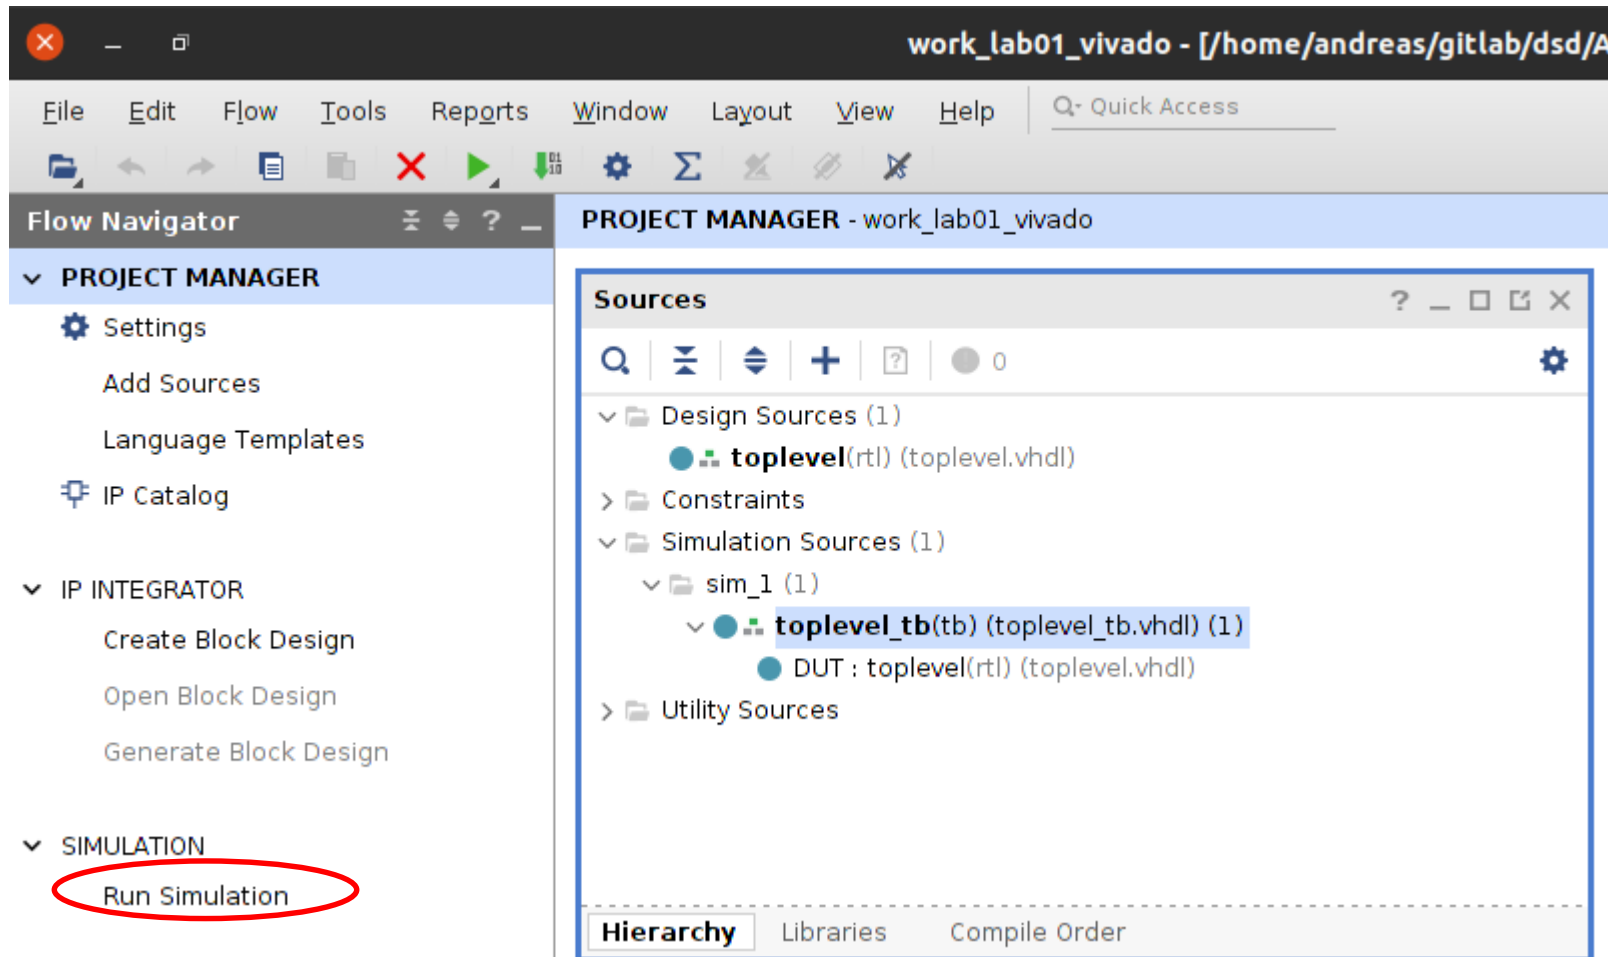 work_lab01_vivado - [/home/andreas/gitlab/dsd/A
File Edit Flow Tools Reports Window Layout View Help Quick Access
Flow Navigator ? PROJECT MANAGER - work_lab01_vivado
PROJECT MANAGER
Settings
Add Sources
Language Templates
IP Catalog
IP INTEGRATOR
Create Block Design
Open Block Design
Generate Block Design
SIMULATION
Run Simulation
Sources ?
? 0
Design Sources (1)
toplevel(rtl) (toplevel.vhdl)
Constraints
Simulation Sources (1)
sim_1 (1)
toplevel_tb(tb) (toplevel_tb.vhdl) (1)
DUT : toplevel(rtl) (toplevel.vhdl)
Utility Sources
Hierarchy Libraries Compile Order